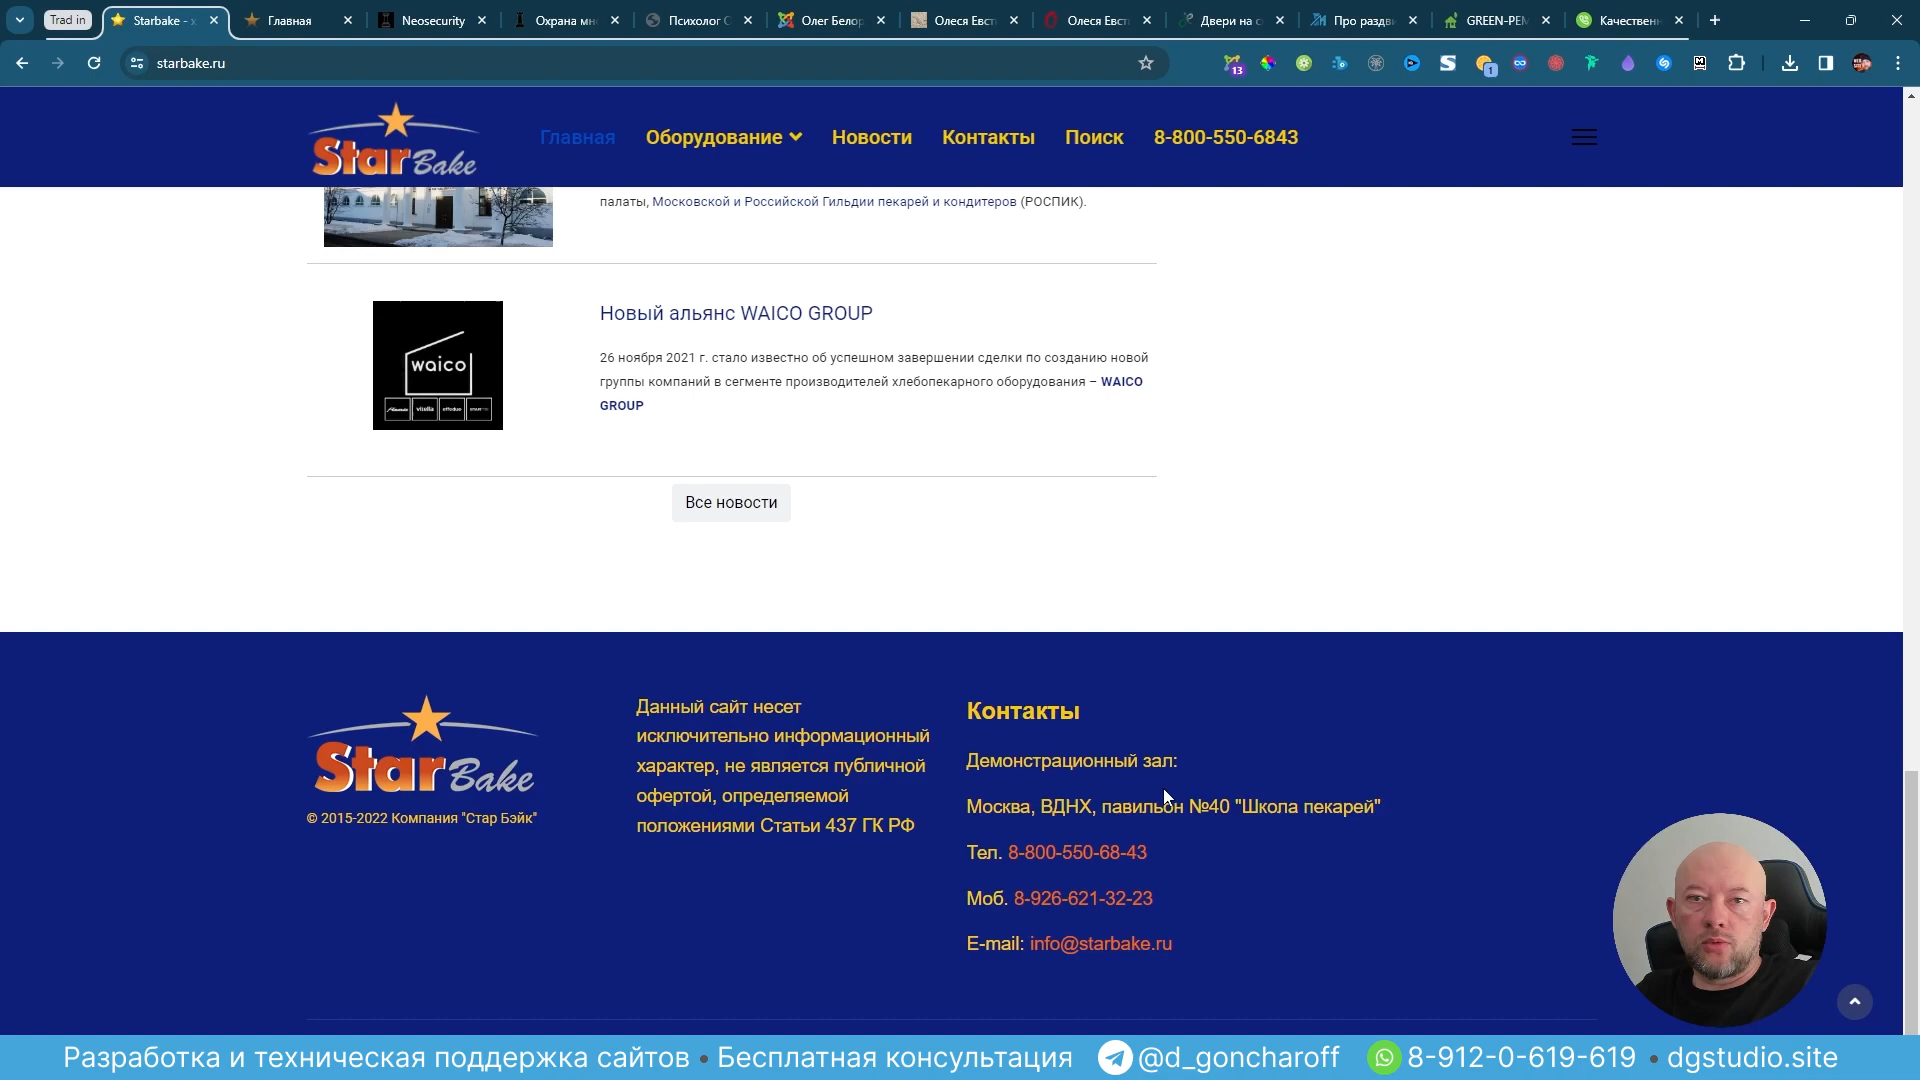 Trad in
Starbake - х
Главная
Neosecurity
Охрана мн
Психолог С
Олег Белор
Олеся Евст
Олеся Евст
Двери на с
Про раздви
GREEN-РЕМ
Качествен
starbake.ru
13
1
Star Bake
Главная
Оборудование
Новости
Контакты
Поиск
8-800-550-6843
палаты, Московской и Российской Гильдии пекарей и кондитеров (РОСПИК).
waico
Новый альянс WAICO GROUP
26 ноября 2021 г. стало известно об успешном завершении сделки по созданию новой
группы компаний в сегменте производителей хлебопекарного оборудования – WAICO
GROUP
Все новости
Star Bake
© 2015-2022 Компания "Стар Бэйк"
Данный сайт несет
исключительно информационный
характер, не является публичной
офертой, определяемой
положениями Статьи 437 ГК РФ
Контакты
Демонстрационный зал:
Москва, ВДНХ, павильон №40 "Школа пекарей"
Тел. 8-800-550-68-43
Моб. 8-926-621-32-23
E-mail: info@starbake.ru
Разработка и техническая поддержка сайтов • Бесплатная консультация @d_goncharoff 8-912-0-619-619 • dgstudio.site